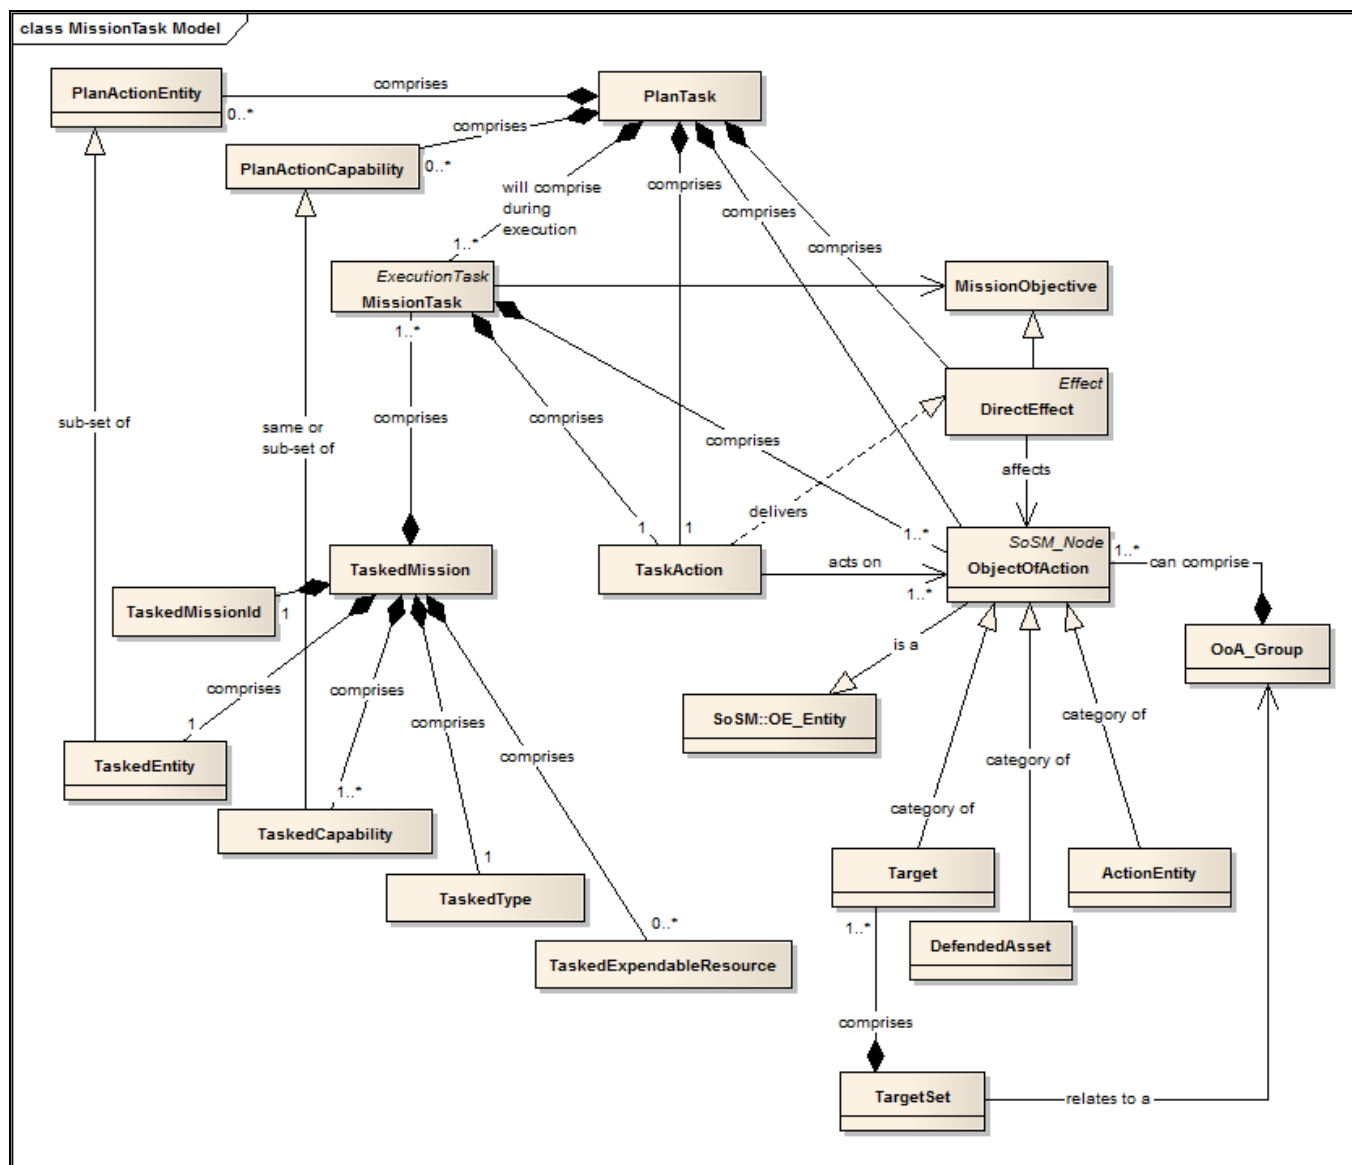 class MissionTask Model
PlanActionEntity
comprises
0..*
PlanTask
comprises
0..*
PlanActionCapability
will comprise
during
execution
1..*
comprises
comprises
comprises
ExecutionTask
MissionTask
1..*
MissionObjective
Effect
DirectEffect
sub-set of
same or
sub-set of
comprises
comprises
comprises
affects
delivers
1
1
1..*
TaskAction
acts on
1..*
SoSM_Node
ObjectOfAction
1..*
can comprise
TaskedMission
TaskedMissionId
1
OoA_Group
is a
SoSM::OE_Entity
comprises
1
comprises
comprises
comprises
category of
category of
category of
TaskedEntity
1..*
TaskedCapability
1
TaskedType
0..*
TaskedExpendableResource
Target
1..*
DefendedAsset
ActionEntity
comprises
TargetSet
relates to a